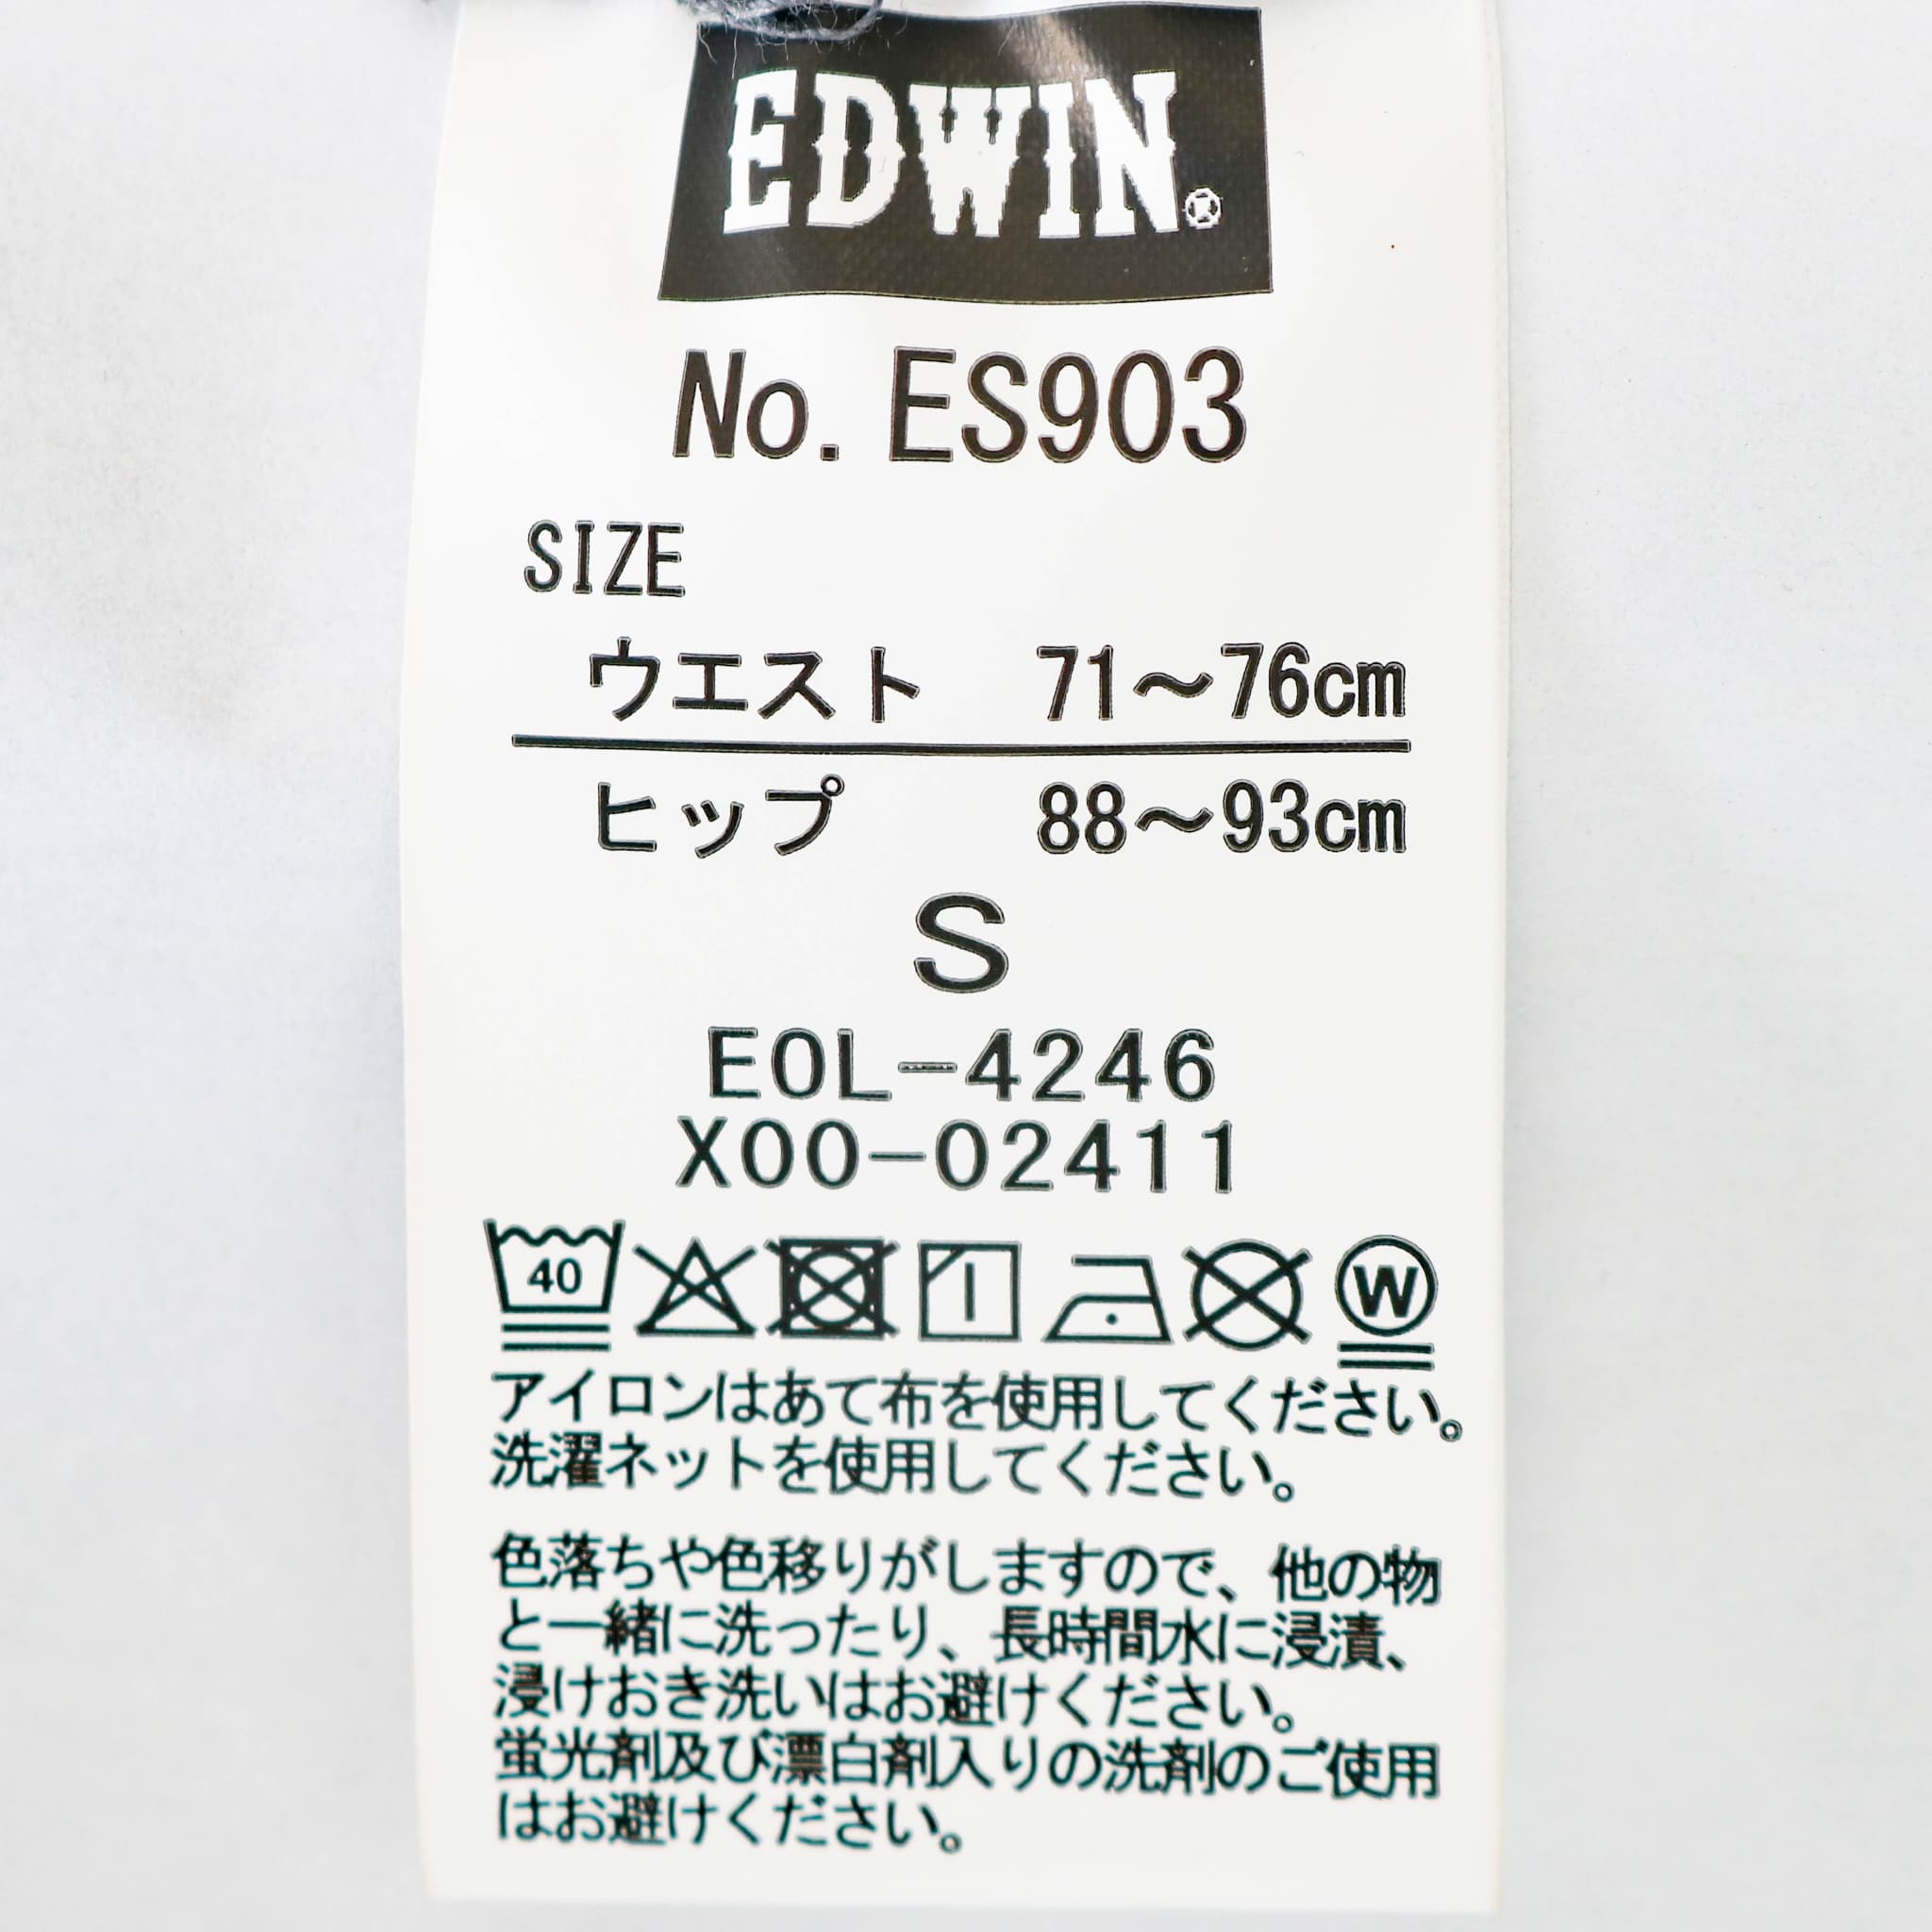 EDWIN®
No. ES903
SIZE
ウエスト 71～76cm
ヒップ 88～93cm
S
EOL-4246
X00-02411
40 W
アイロンはあて布を使用してください。
洗濯ネットを使用してください。
色落ちや色移りがしますので、他の物
と一緒に洗ったり、長時間水に浸漬、
浸けおき洗いはお避けください。
蛍光剤及び漂白剤入りの洗剤のご使用
はお避けください。